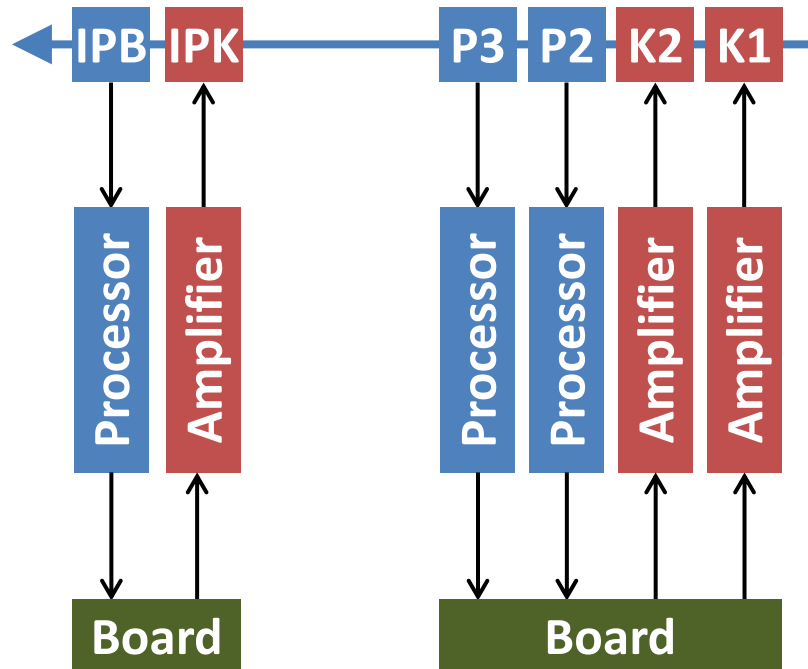 IPB IPK P3 P2 K2 K1
Processor
Amplifier
Processor
Processor
Amplifier
Amplifier
Board
Board